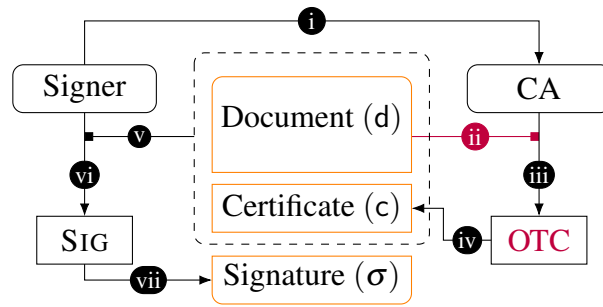 i
Signer
CA
Document (d)
v
ii
vi
iii
Certificate (c)
SIG
iv
OTC
vii
Signature (σ)